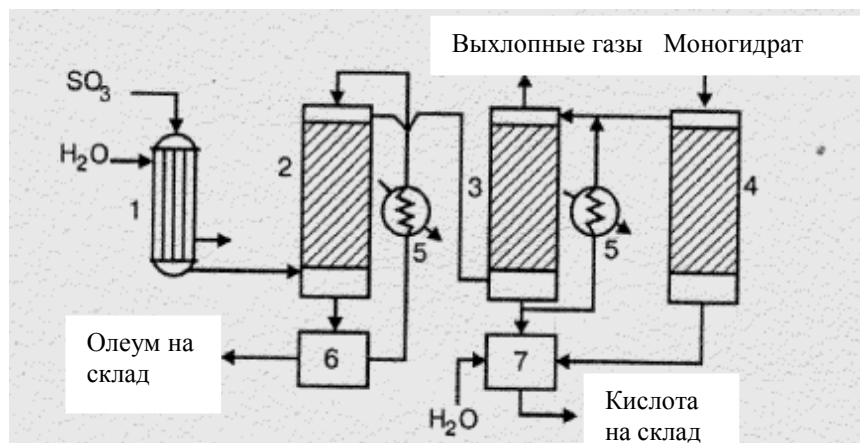 Выхлопные газы Моногидрат
SO₃
H₂O
1
2
5
3
5
4
Олеум на
склад
6
7
H₂O
Кислота
на склад